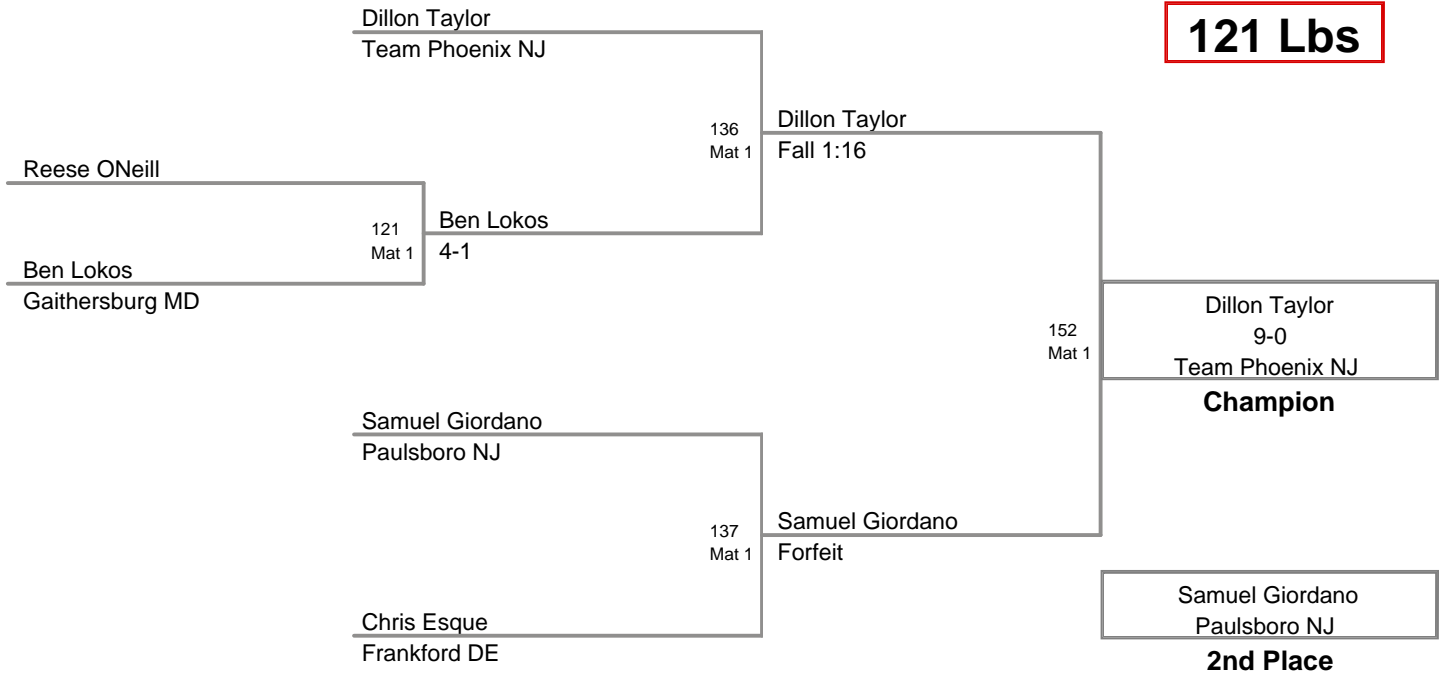 121 Lbs
Dillon Taylor
Team Phoenix NJ
136
Mat 1
Dillon Taylor
Fall 1:16
Reese ONeill
121
Mat 1
Ben Lokos
4-1
Ben Lokos
Gaithersburg MD
152
Mat 1
Dillon Taylor
9-0
Team Phoenix NJ
Champion
Samuel Giordano
Paulsboro NJ
137
Mat 1
Samuel Giordano
Forfeit
Chris Esque
Frankford DE
Samuel Giordano
Paulsboro NJ
2nd Place